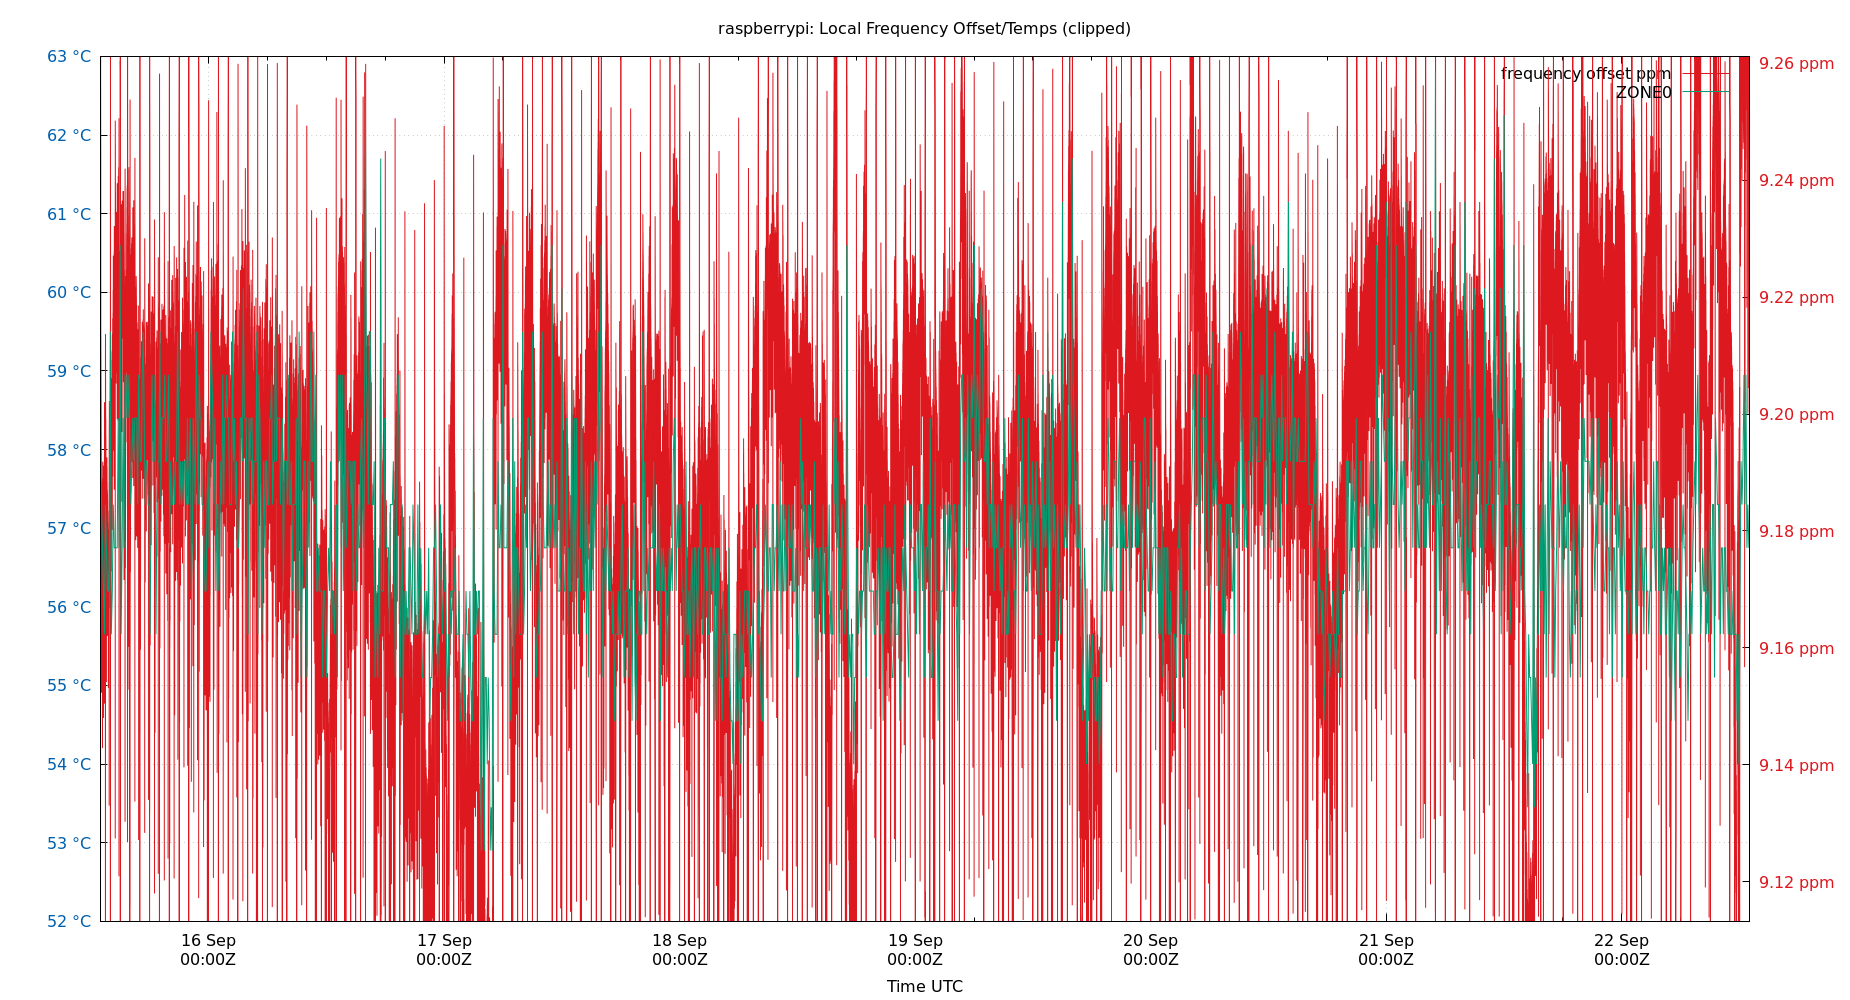 raspberrypi: Local Frequency Offset/Temps (clipped)
63 °C
62 °C
61 °C
60 °C
59 °C
58 °C
57 °C
56 °C
55 °C
54 °C
53 °C
52 °C
frequency offset ppm
ZONE0
9.26 ppm
9.24 ppm
9.22 ppm
9.20 ppm
9.18 ppm
9.16 ppm
9.14 ppm
9.12 ppm
16 Sep
00:00Z
17 Sep
00:00Z
18 Sep
00:00Z
19 Sep
00:00Z
20 Sep
00:00Z
21 Sep
00:00Z
22 Sep
00:00Z
Time UTC